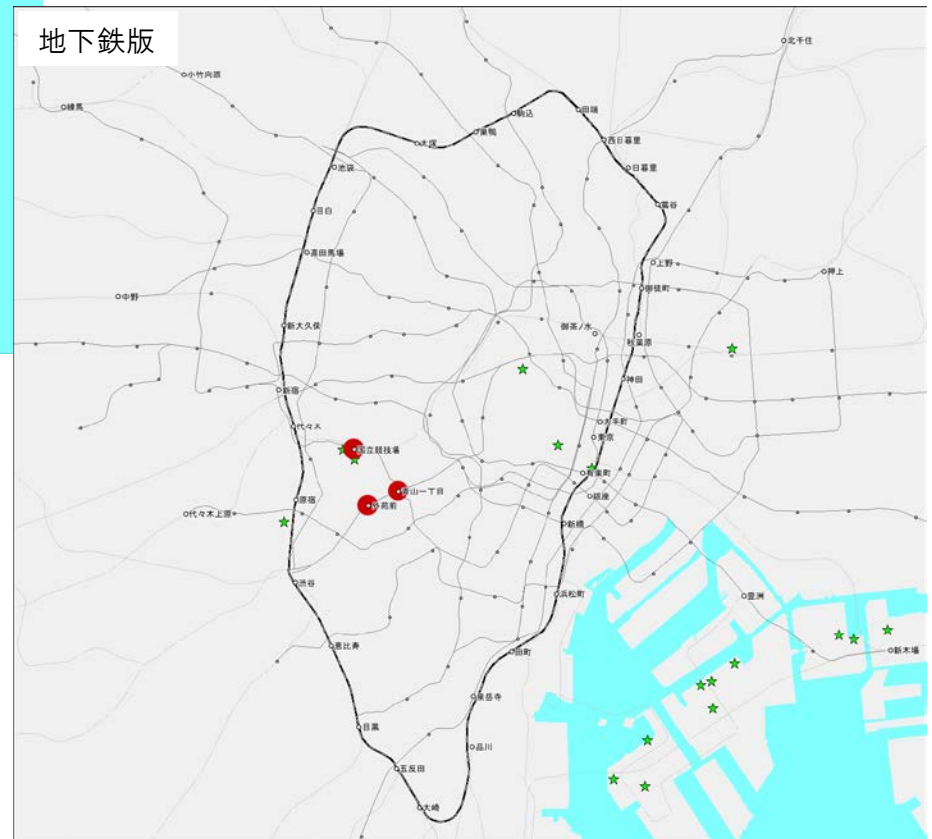 地下鉄版
北千住
小竹向原
練馬
駒込
田端
巣鴨
大塚
西日暮里
池袋
日暮里
鶯谷
目白
高田馬場
上野
押上
御徒町
中野
新大久保
御茶ノ水
秋葉原
神田
新宿
大手町
代々木
東京
国立競技場
有楽町
青山一丁目
銀座
原宿
外苑前
代々木上原
新橋
渋谷
浜松町
豊洲
恵比寿
田町
新木場
泉岳寺
目黒
品川
五反田
大崎